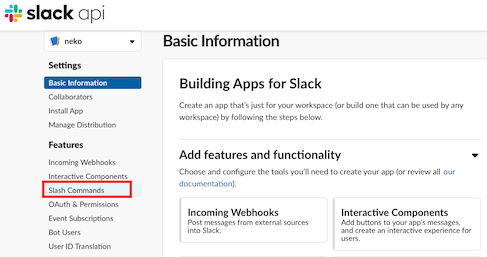 slack api
neko
Settings
Basic Information
Collaborators
Install App
Manage Distribution
Features
Incoming Webhooks
Interactive Components
Slash Commands
OAuth & Permissions
Event Subscriptions
Bot Users
User ID Translation
Basic Information
Building Apps for Slack
Create an app that's just for your workspace (or build one that can be used by any
workspace) by following the steps below.
Add features and functionality
Choose and configure the tools you'll need to create your app (or review all our
documentation).
Incoming Webhooks
Post messages from external sources
into Slack.
Interactive Components
Add buttons to your app's messages,
and create an interactive experience for
users.